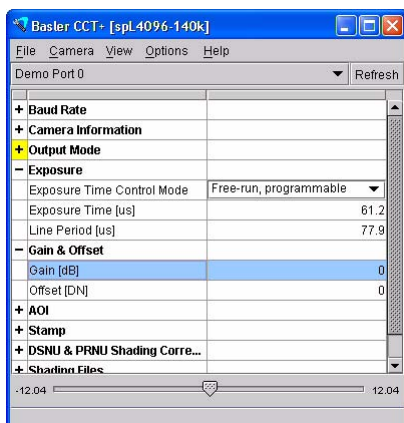 Basler CCT+ [spL4096-140k]
File Camera View Options Help
Demo Port 0 Refresh
+ Baud Rate
+ Camera Information
+ Output Mode
− Exposure
Exposure Time Control Mode Free-run, programmable
Exposure Time [us] 61.2
Line Period [us] 77.9
− Gain & Offset
Gain [dB] 0
Offset [DN] 0
+ AOI
+ Stamp
+ DSNU & PRNU Shading Corre...
+ Shading Files
-12.04 12.04